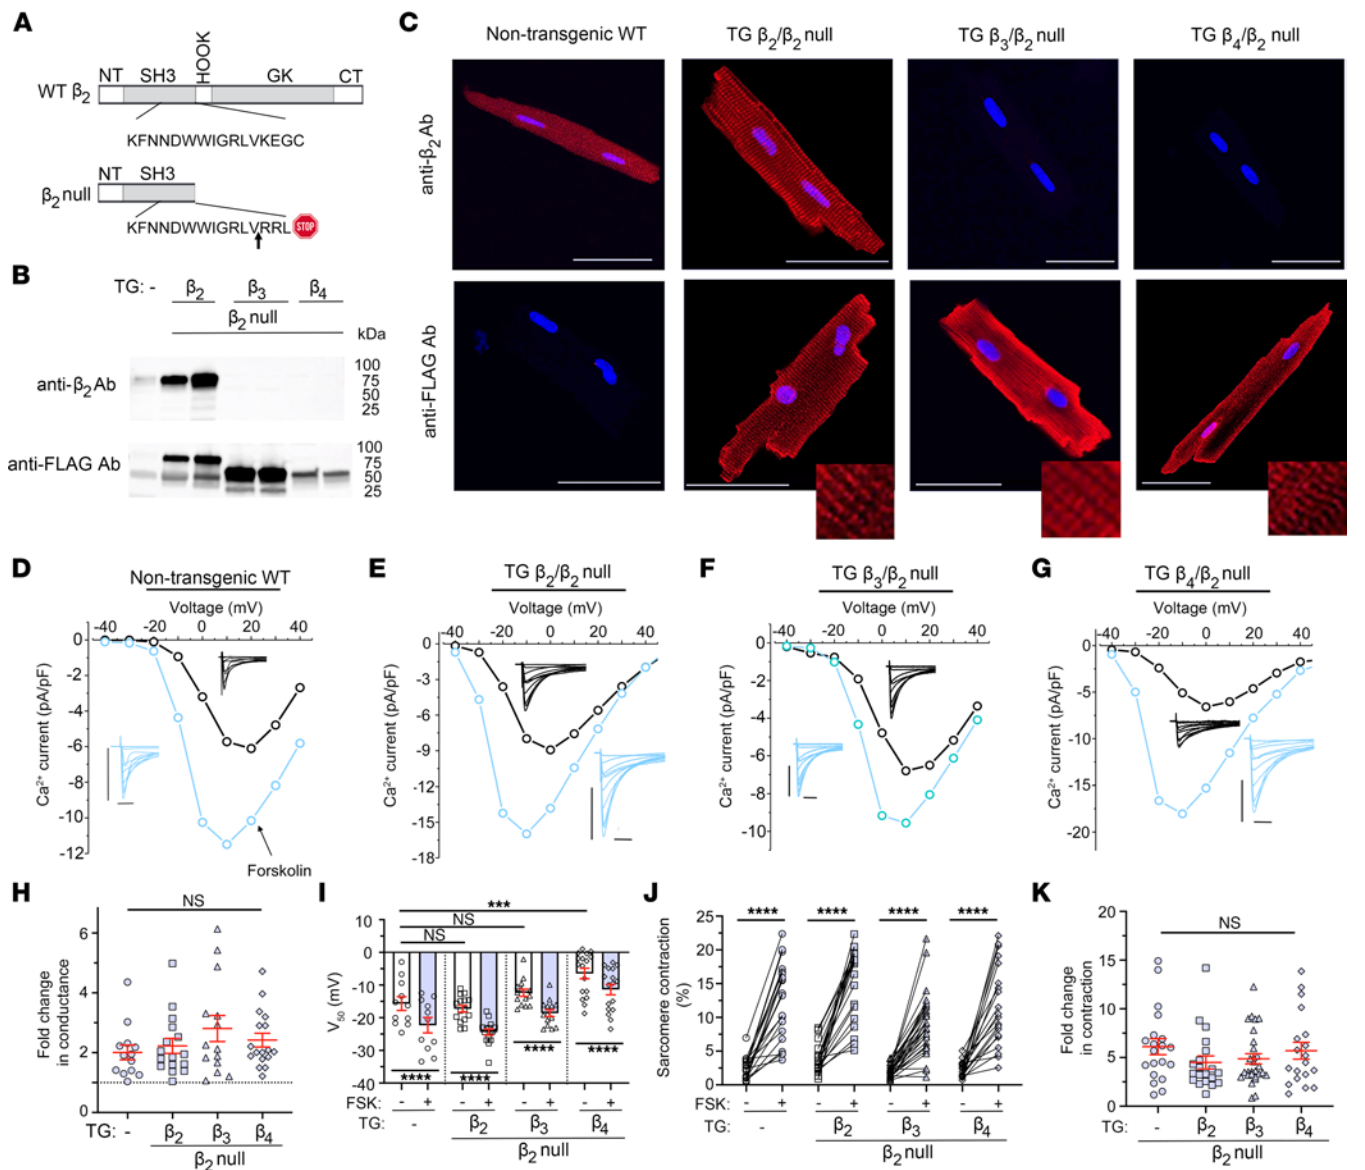 A
NT SH3 HOOK GK CT
WT β2
KFNNDWWIGRLVKEGC
NT SH3
β2 null
KFNNDWWIGRLVRRL STOP
B
TG: - β2 β3 β4
β2 null
kDa
anti-β2Ab
100
75
50
25
anti-FLAG Ab
100
75
50
25
C
Non-transgenic WT
TG β2/β2 null
TG β3/β2 null
TG β4/β2 null
anti-β2Ab
anti-FLAG Ab
D
Non-transgenic WT
Voltage (mV)
-40 -20 0 20 40
Ca2+ current (pA/pF)
0
-2
-4
-6
-8
-10
-12
Forskolin
E
TG β2/β2 null
Voltage (mV)
-40 -20 0 20 40
Ca2+ current (pA/pF)
0
-3
-6
-9
-12
-15
-18
F
TG β3/β2 null
Voltage (mV)
-40 -20 0 20 40
Ca2+ current (pA/pF)
0
-2
-4
-6
-8
-10
G
TG β4/β2 null
Voltage (mV)
-40 -20 0 20 40
Ca2+ current (pA/pF)
0
-5
-10
-15
-20
H
NS
Fold change
in conductance
6
4
2
0
TG: - β2 β3 β4
β2 null
I
***
NS
NS
V50 (mV)
10
0
-10
-20
-30
-40
**** **** **** ****
FSK: - + - + - + - +
TG: - β2 β3 β4
β2 null
J
**** **** **** ****
Sarcomere contraction
(%)
25
20
15
10
5
0
FSK: - + - + - + - +
TG: - β2 β3 β4
β2 null
K
NS
Fold change
in contraction
20
15
10
5
0
TG: - β2 β3 β4
β2 null